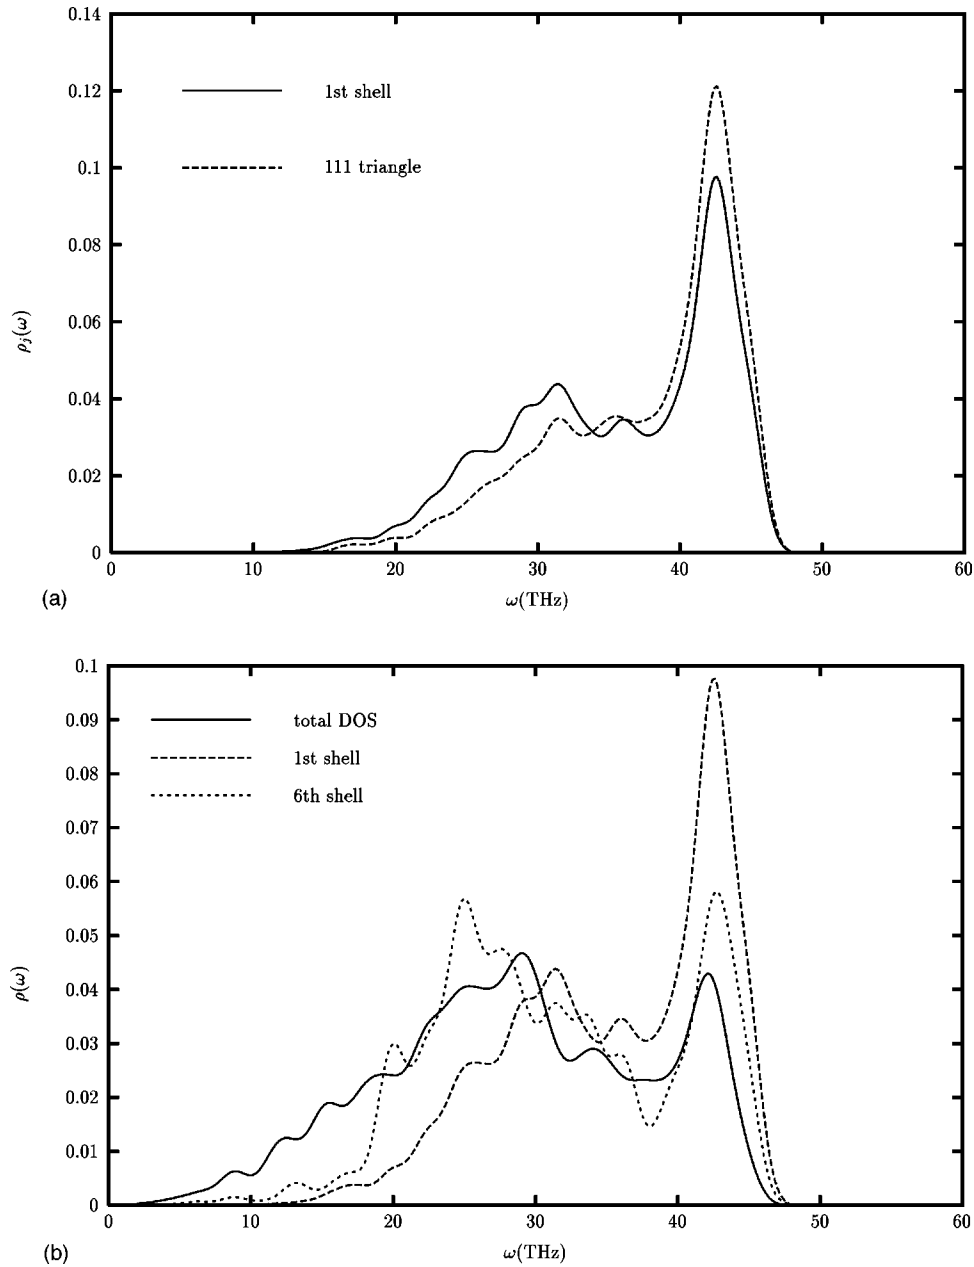 0.14
0.12
0.1
0.08
0.06
0.04
0.02
0
ρj(ω)
1st shell
111 triangle
0 10 20 30 40 50 60
(a)
ω(THz)
0.1
0.09
0.08
0.07
0.06
0.05
0.04
0.03
0.02
0.01
0
ρ(ω)
total DOS
1st shell
6th shell
0 10 20 30 40 50 60
(b)
ω(THz)